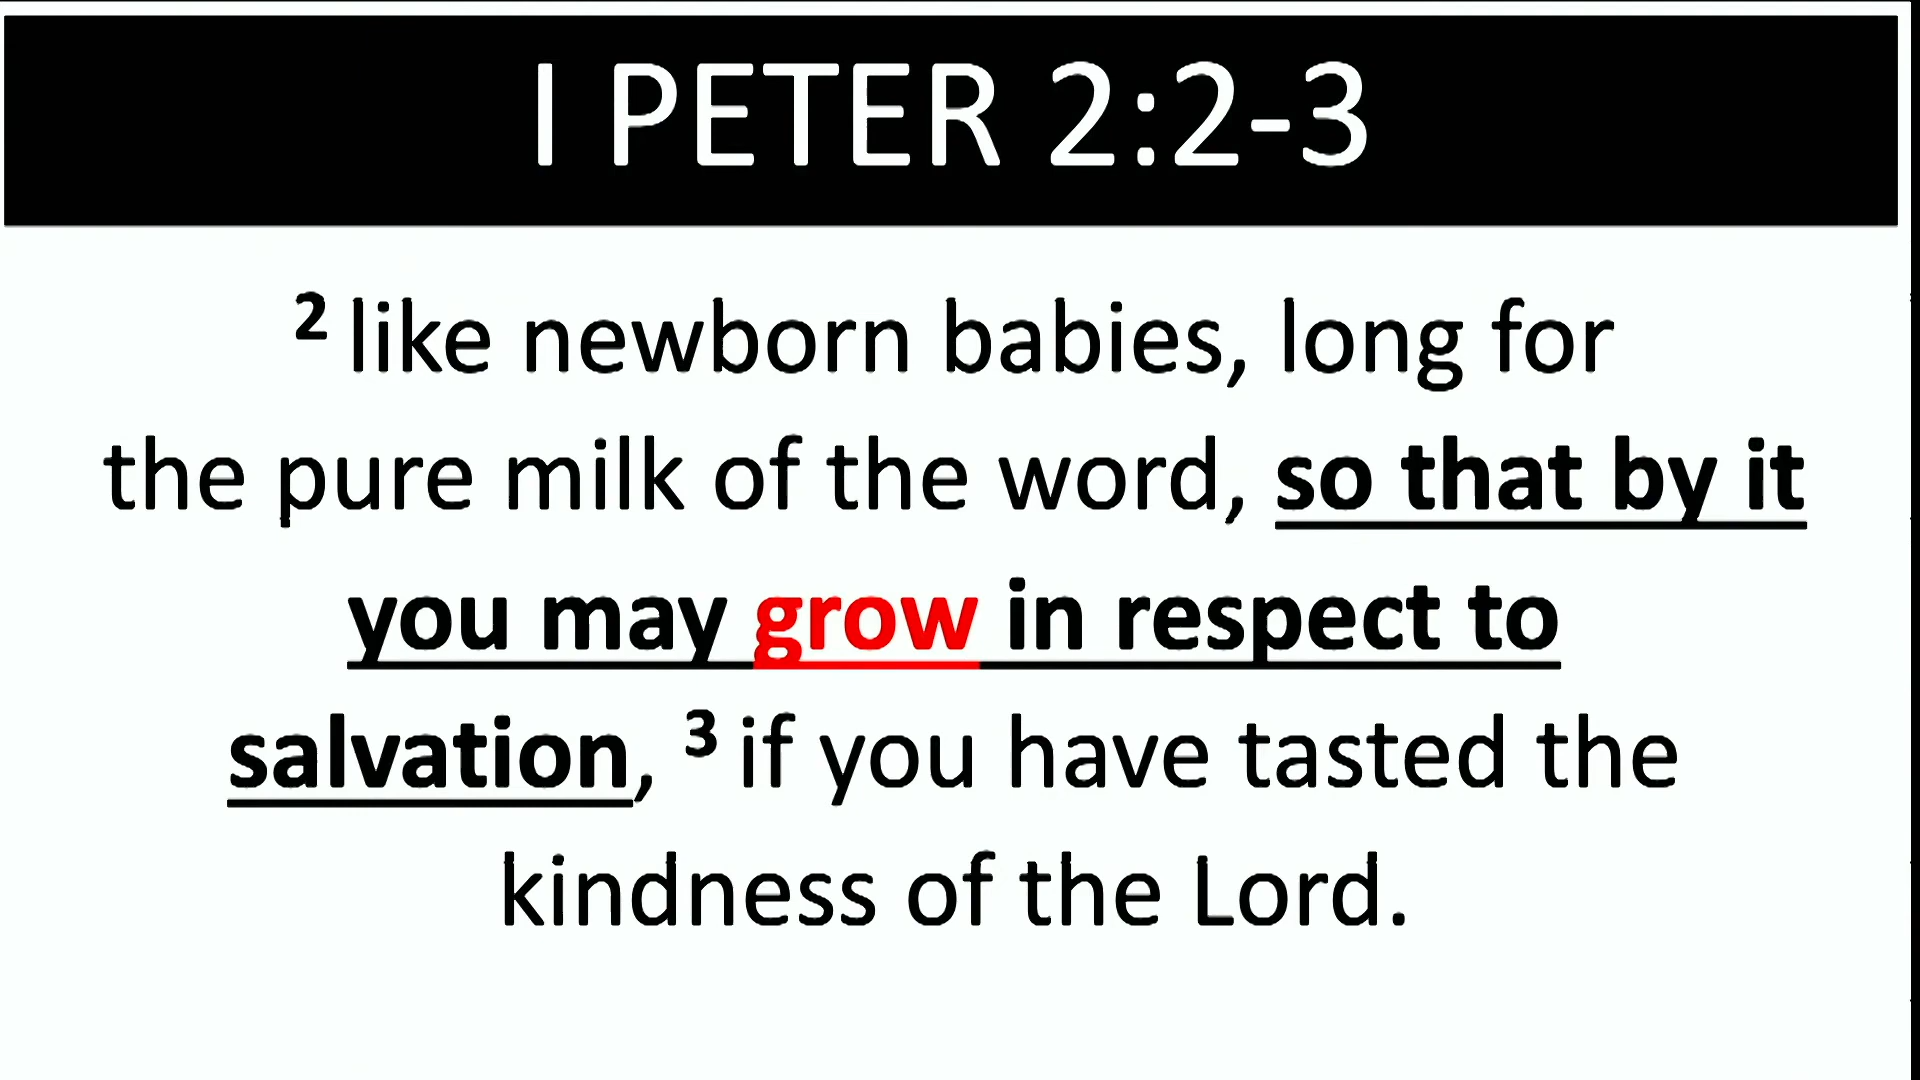 I PETER 2:2-3
2 like newborn babies, long for
the pure milk of the word, so that by it
you may grow in respect to
salvation, 3 if you have tasted the
kindness of the Lord.